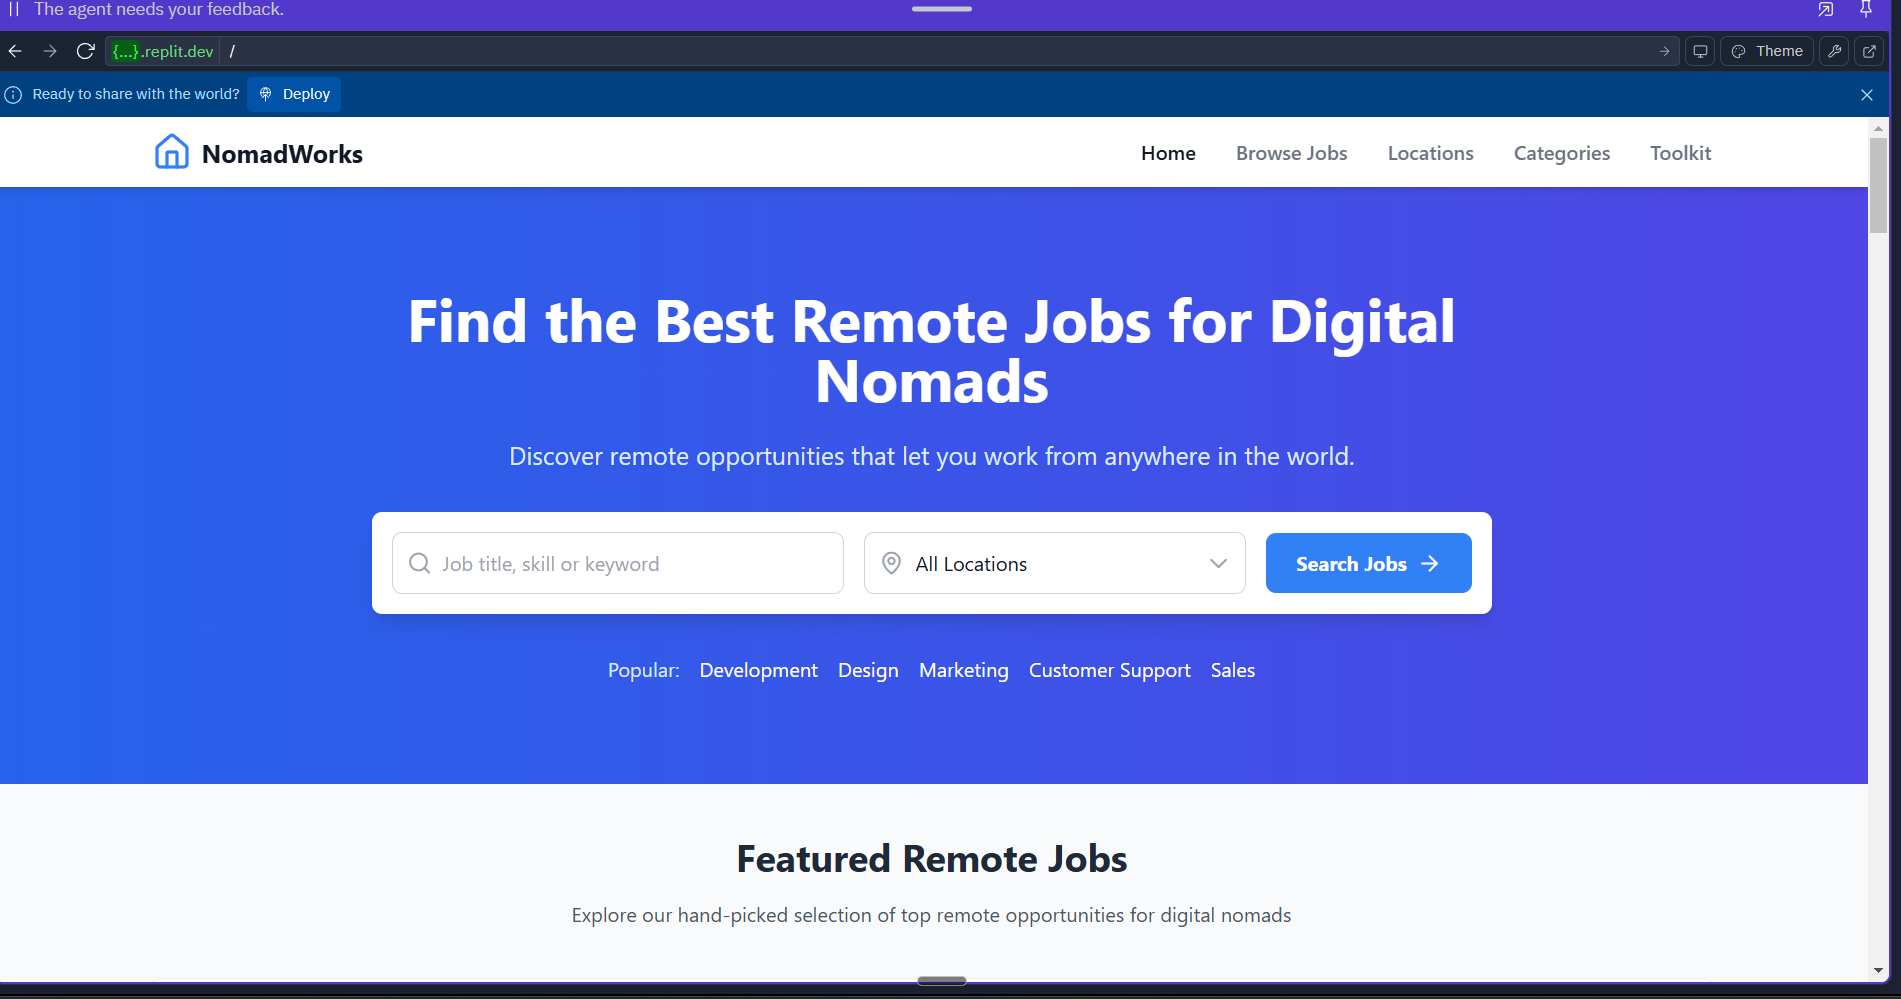 The agent needs your feedback.
{...}.replit.dev /
Theme
Ready to share with the world? Deploy
NomadWorks
Home Browse Jobs Locations Categories Toolkit
Find the Best Remote Jobs for Digital
Nomads
Discover remote opportunities that let you work from anywhere in the world.
Job title, skill or keyword
All Locations
Search Jobs
Popular: Development Design Marketing Customer Support Sales
Featured Remote Jobs
Explore our hand-picked selection of top remote opportunities for digital nomads